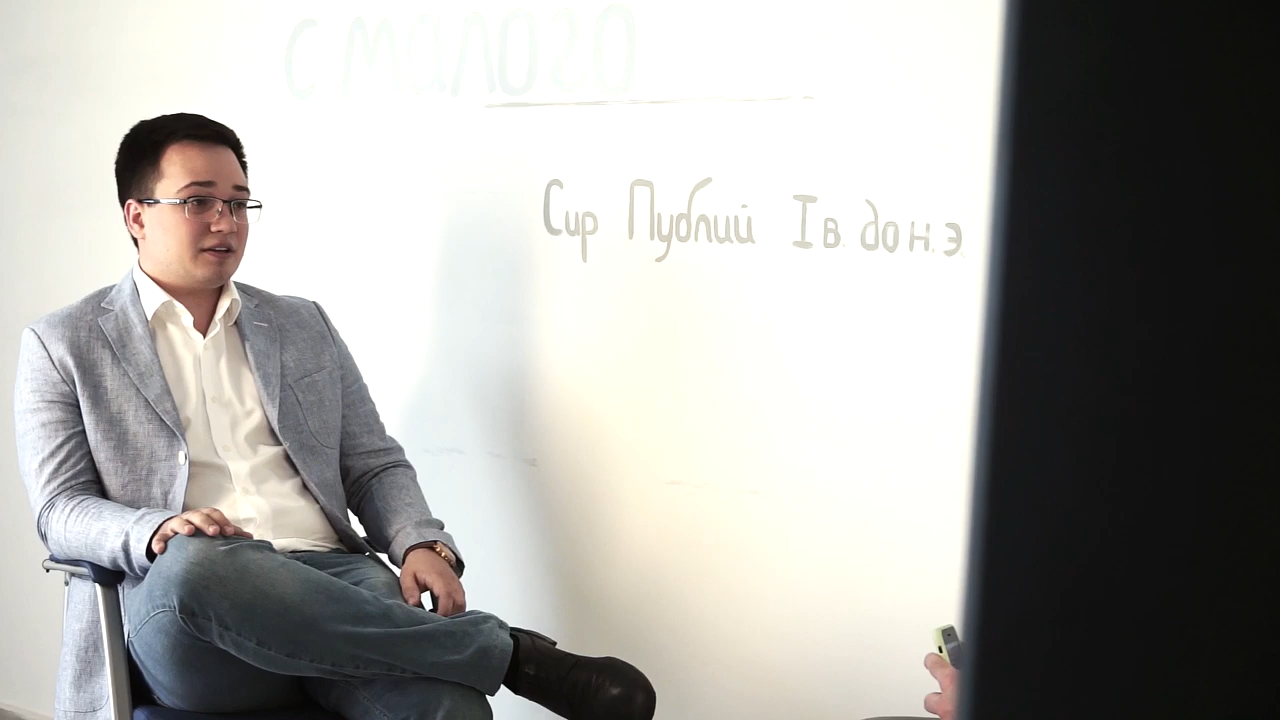 с малого
Сир Публий I в. до н.э.